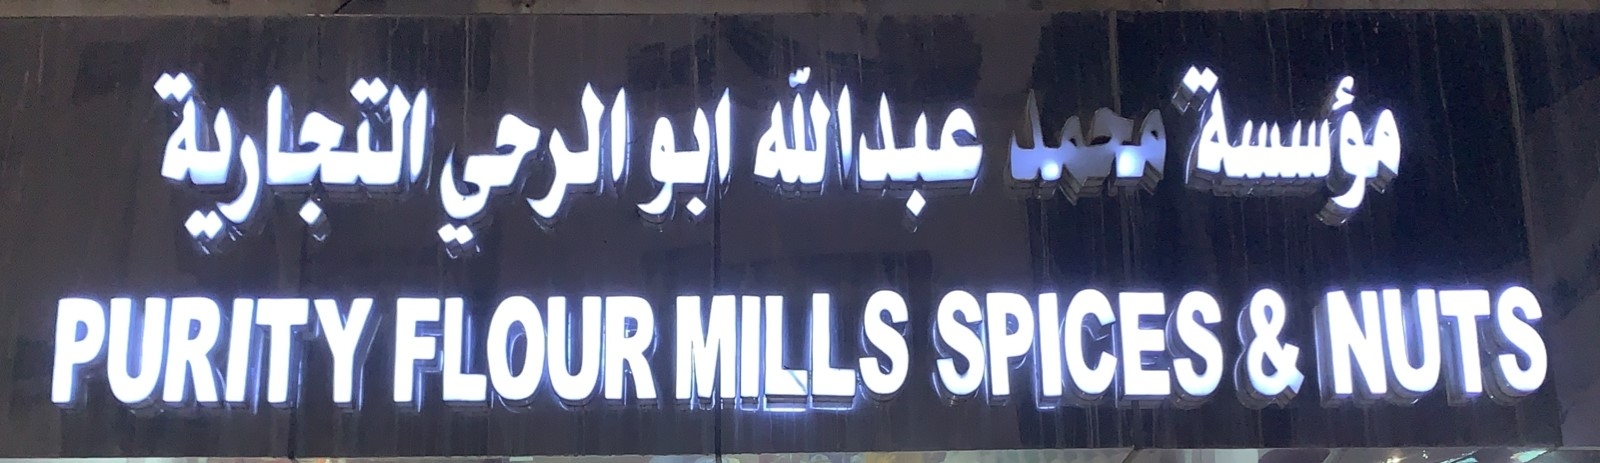 مؤسسة محمد عبدالله ابو الرحي التجارية
PURITY FLOUR MILLS SPICES & NUTS